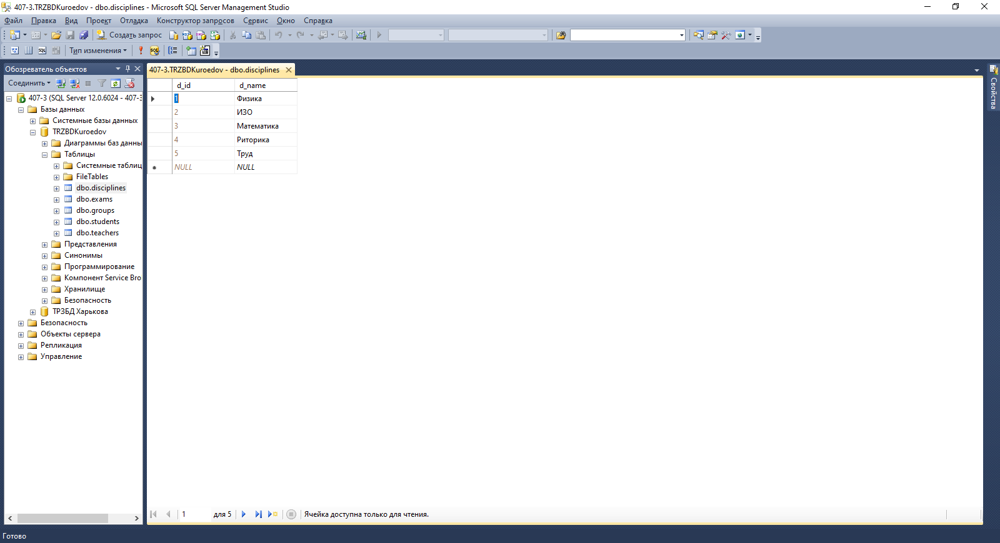 407-3.TRZBDKuroedov - dbo.disciplines - Microsoft SQL Server Management Studio
Файл Правка Вид Проект Отладка Конструктор запросов Сервис Окно Справка
Создать запрос
Тип изменения
Обозреватель объектов
407-3.TRZBDKuroedov - dbo.disciplines
Свойства
Соединить
d_id d_name
1 Физика
2 ИЗО
3 Математика
4 Риторика
5 Труд
NULL NULL
407-3 (SQL Server 12.0.6024 - 407-3
Базы данных
Системные базы данных
TRZBDKuroedov
Диаграммы баз данны
Таблицы
Системные таблиц
FileTables
dbo.disciplines
dbo.exams
dbo.groups
dbo.students
dbo.teachers
Представления
Синонимы
Программирование
Компонент Service Bro
Хранилище
Безопасность
ТРЗБД Харькова
Безопасность
Объекты сервера
Репликация
Управление
1 для 5 Ячейка доступна только для чтения.
Готово